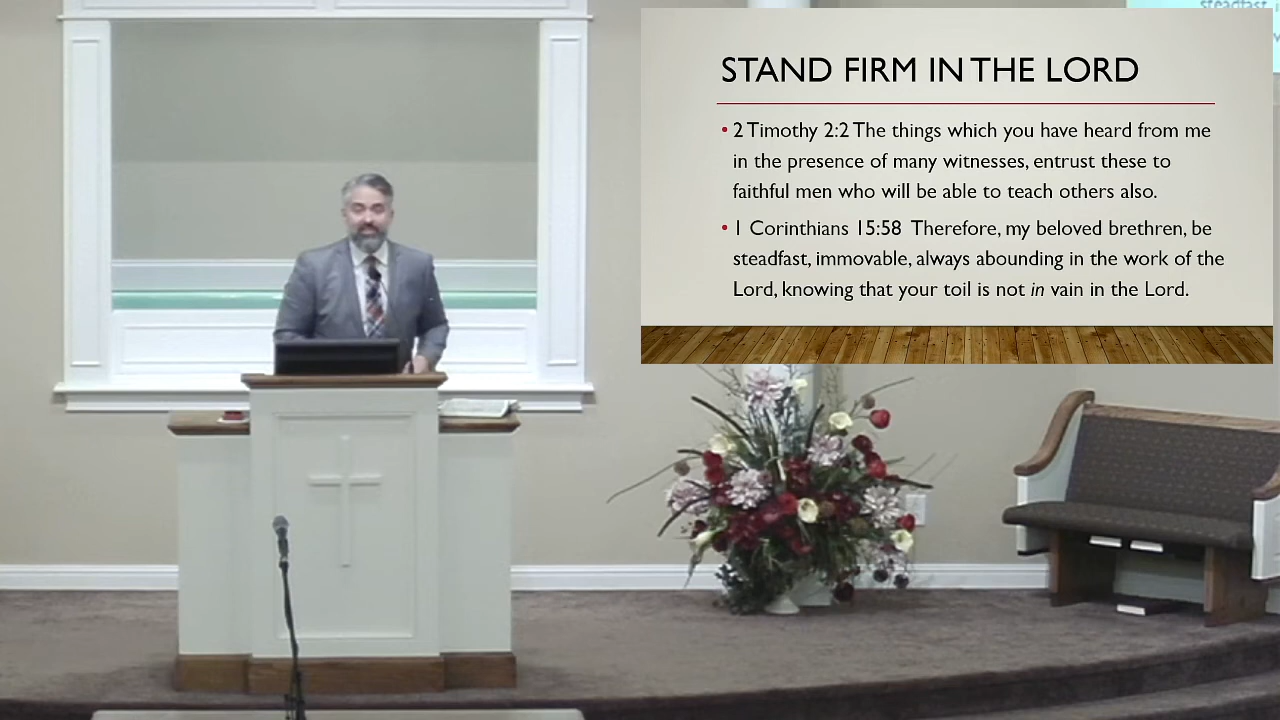 steadfast,
STAND FIRM IN THE LORD
• 2 Timothy 2:2 The things which you have heard from me
in the presence of many witnesses, entrust these to
faithful men who will be able to teach others also.
• 1 Corinthians 15:58 Therefore, my beloved brethren, be
steadfast, immovable, always abounding in the work of the
Lord, knowing that your toil is not in vain in the Lord.